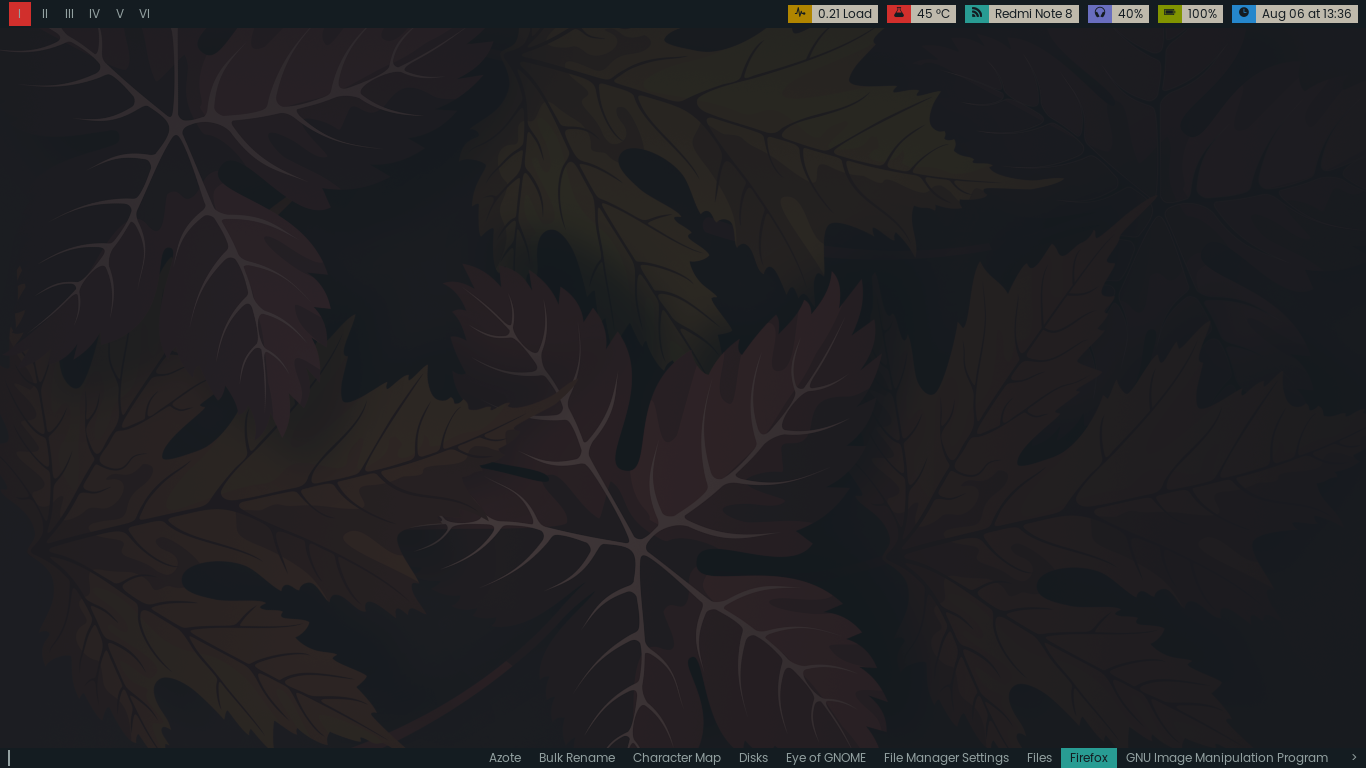 I II III IV V VI 0.21 Load 45 °C Redmi Note 8 40% 100% Aug 06 at 13:36
Azote Bulk Rename Character Map Disks Eye of GNOME File Manager Settings Files Firefox GNU Image Manipulation Program >